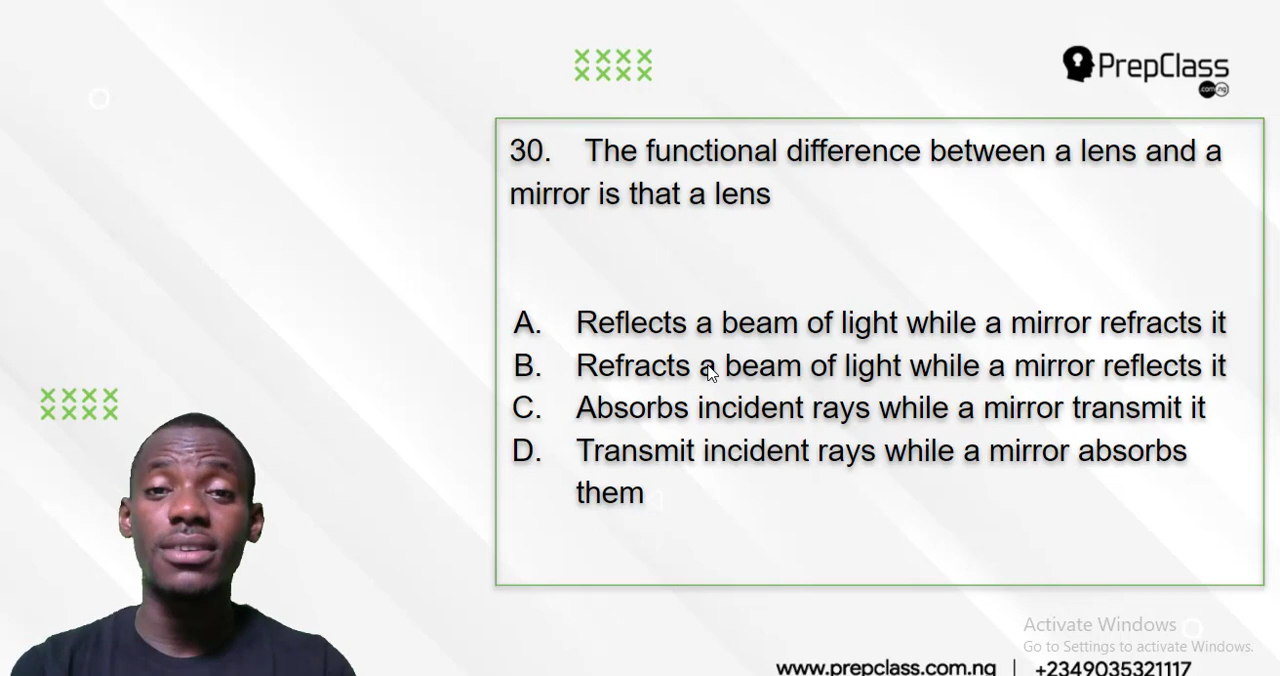 PrepClass
.com.ng
30. The functional difference between a lens and a
mirror is that a lens
A. Reflects a beam of light while a mirror refracts it
B. Refracts a beam of light while a mirror reflects it
C. Absorbs incident rays while a mirror transmit it
D. Transmit incident rays while a mirror absorbs
them
Activate Windows
Go to Settings to activate Windows.
www.prepclass.com.ng | +2349035321117